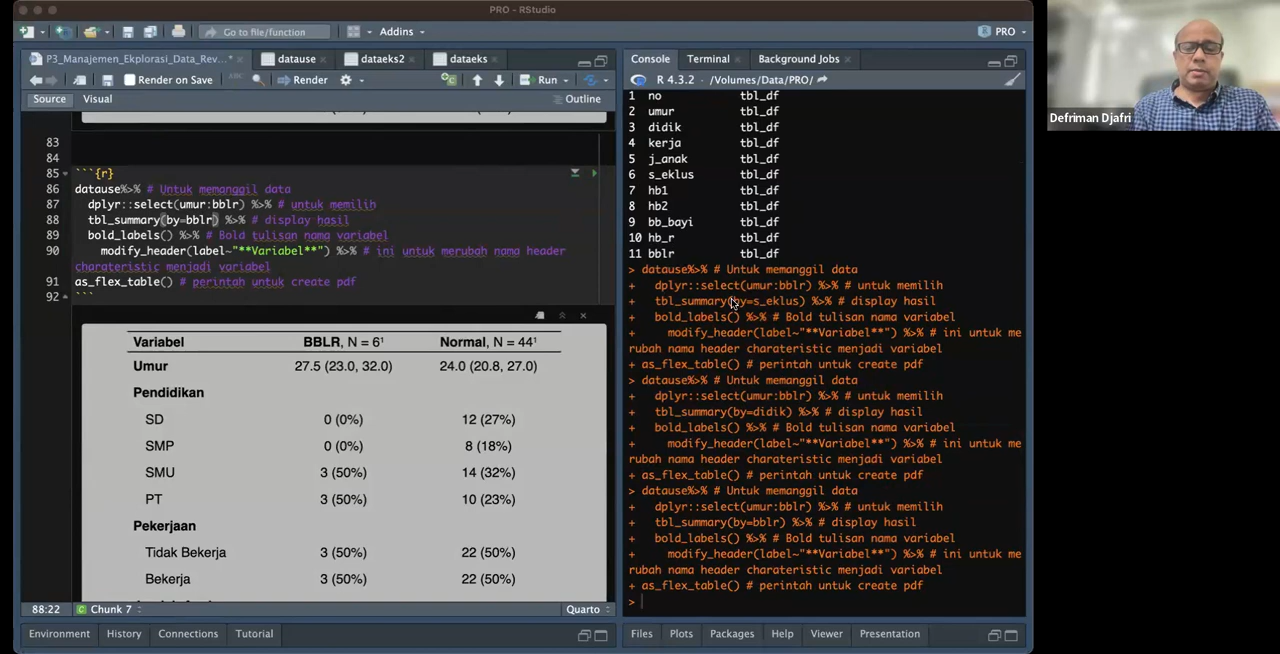 PRO - RStudio
Go to file/function
Addins
PRO
P3_Manajemen_Ekplorasi_Data_Rev...*
datause
dataeks2
dataeks
Render on Save
ABC
Render
Run
Source
Visual
Outline
83
84
85 ```{r}
86 datause%>% # Untuk memanggil data
87 dplyr::select(umur:bblr) %>% # untuk memilih
88 tbl_summary(by=bblr) %>% # display hasil
89 bold_labels() %>% # Bold tulisan nama variabel
90 modify_header(label~"**Variabel**") %>% # ini untuk merubah nama header
charateristic menjadi variabel
91 as_flex_table() # perintah untuk create pdf
92 ```
Variabel BBLR, N = 6¹ Normal, N = 44¹
Umur 27.5 (23.0, 32.0) 24.0 (20.8, 27.0)
Pendidikan
SD 0 (0%) 12 (27%)
SMP 0 (0%) 8 (18%)
SMU 3 (50%) 14 (32%)
PT 3 (50%) 10 (23%)
Pekerjaan
Tidak Bekerja 3 (50%) 22 (50%)
Bekerja 3 (50%) 22 (50%)
88:22 C Chunk 7 Quarto
Environment History Connections Tutorial
Console Terminal Background Jobs
R 4.3.2 · /Volumes/Data/PRO/
1 no tbl_df
2 umur tbl_df
3 didik tbl_df
4 kerja tbl_df
5 j_anak tbl_df
6 s_eklus tbl_df
7 hb1 tbl_df
8 hb2 tbl_df
9 bb_bayi tbl_df
10 hb_r tbl_df
11 bblr tbl_df
> datause%>% # Untuk memanggil data
+ dplyr::select(umur:bblr) %>% # untuk memilih
+ tbl_summary(by=s_eklus) %>% # display hasil
+ bold_labels() %>% # Bold tulisan nama variabel
+ modify_header(label~"**Variabel**") %>% # ini untuk me
rubah nama header charateristic menjadi variabel
+ as_flex_table() # perintah untuk create pdf
> datause%>% # Untuk memanggil data
+ dplyr::select(umur:bblr) %>% # untuk memilih
+ tbl_summary(by=didik) %>% # display hasil
+ bold_labels() %>% # Bold tulisan nama variabel
+ modify_header(label~"**Variabel**") %>% # ini untuk me
rubah nama header charateristic menjadi variabel
+ as_flex_table() # perintah untuk create pdf
> datause%>% # Untuk memanggil data
+ dplyr::select(umur:bblr) %>% # untuk memilih
+ tbl_summary(by=bblr) %>% # display hasil
+ bold_labels() %>% # Bold tulisan nama variabel
+ modify_header(label~"**Variabel**") %>% # ini untuk me
rubah nama header charateristic menjadi variabel
+ as_flex_table() # perintah untuk create pdf
>
Files Plots Packages Help Viewer Presentation
Defriman Djafri